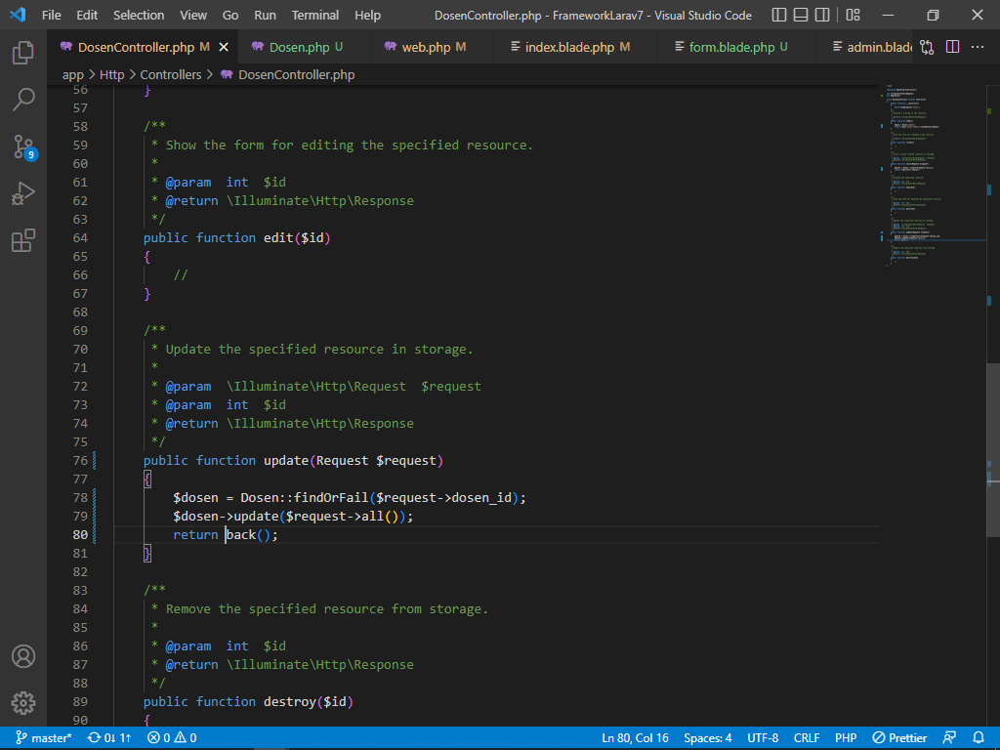 File Edit Selection View Go Run Terminal Help DosenController.php - FrameworkLarav7 - Visual Studio Code
DosenController.php M Dosen.php U web.php M index.blade.php M form.blade.php U admin.blade
app > Http > Controllers > DosenController.php
9
56 }
57
58 /**
59 * Show the form for editing the specified resource.
60 *
61 * @param int $id
62 * @return \Illuminate\Http\Response
63 */
64 public function edit($id)
65 {
66 //
67 }
68
69 /**
70 * Update the specified resource in storage.
71 *
72 * @param \Illuminate\Http\Request $request
73 * @param int $id
74 * @return \Illuminate\Http\Response
75 */
76 public function update(Request $request)
77 {
78 $dosen = Dosen::findOrFail($request->dosen_id);
79 $dosen->update($request->all());
80 return back();
81 }
82
83 /**
84 * Remove the specified resource from storage.
85 *
86 * @param int $id
87 * @return \Illuminate\Http\Response
88 */
89 public function destroy($id)
90 {
master* 0↓ 1↑ 0 0 Ln 80, Col 16 Spaces: 4 UTF-8 CRLF PHP Prettier